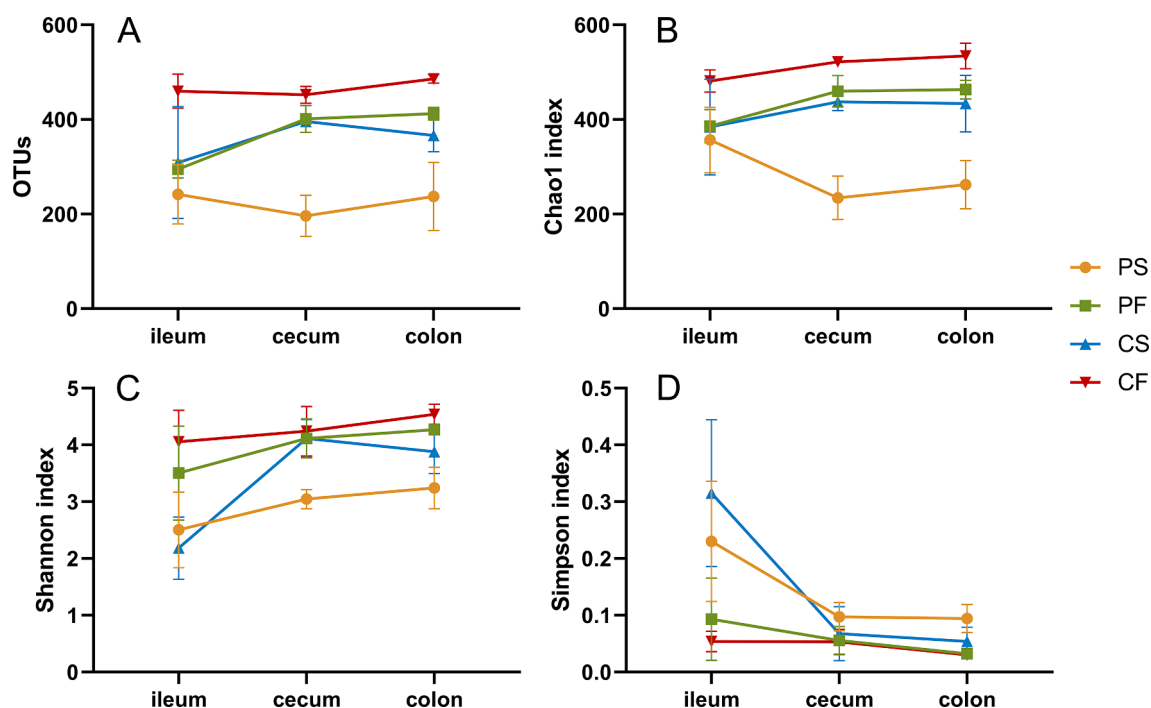 A
600
400
200
0
OTUs
ileum cecum colon
B
600
400
200
0
Chao1 index
ileum cecum colon
PS
PF
CS
CF
C
5
4
3
2
1
0
Shannon index
ileum cecum colon
D
0.5
0.4
0.3
0.2
0.1
0.0
Simpson index
ileum cecum colon